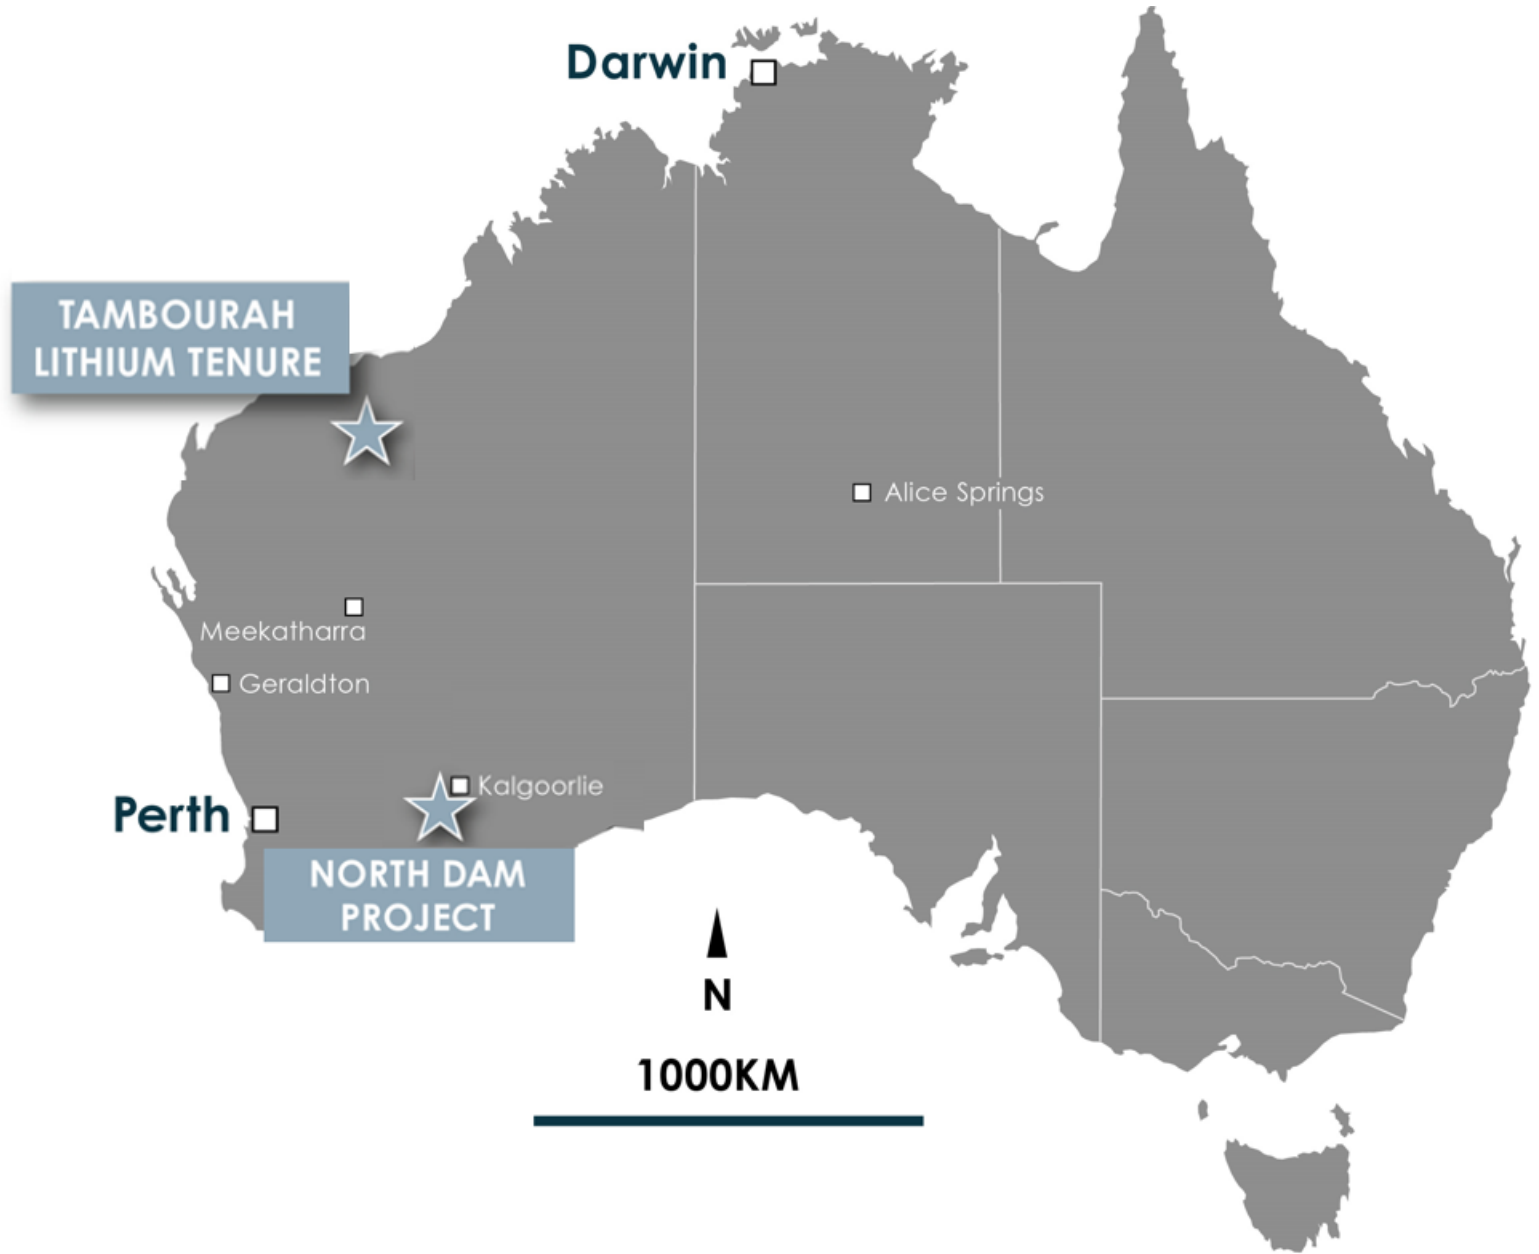 Darwin
TAMBOURAH
LITHIUM TENURE
Alice Springs
Meekatharra
Geraldton
Kalgoorlie
Perth
NORTH DAM
PROJECT
N
1000KM